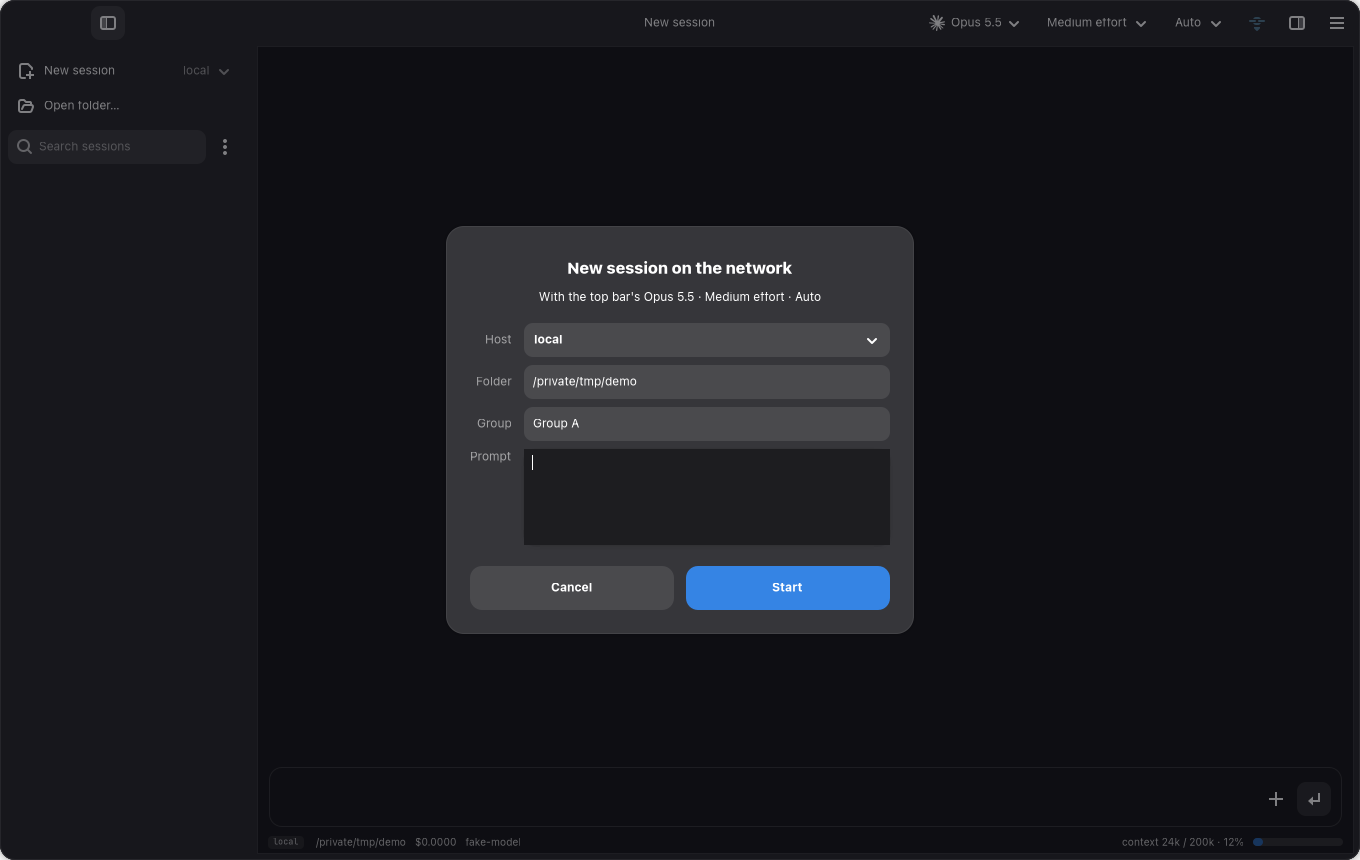 New session
Opus 5.5
Medium effort
Auto
New session
local
Open folder...
Search sessions
New session on the network
With the top bar's Opus 5.5 · Medium effort · Auto
Host
local
Folder
/private/tmp/demo
Group
Group A
Prompt
Cancel
Start
local
/private/tmp/demo
$0.0000
fake-model
context 24k / 200k · 12%